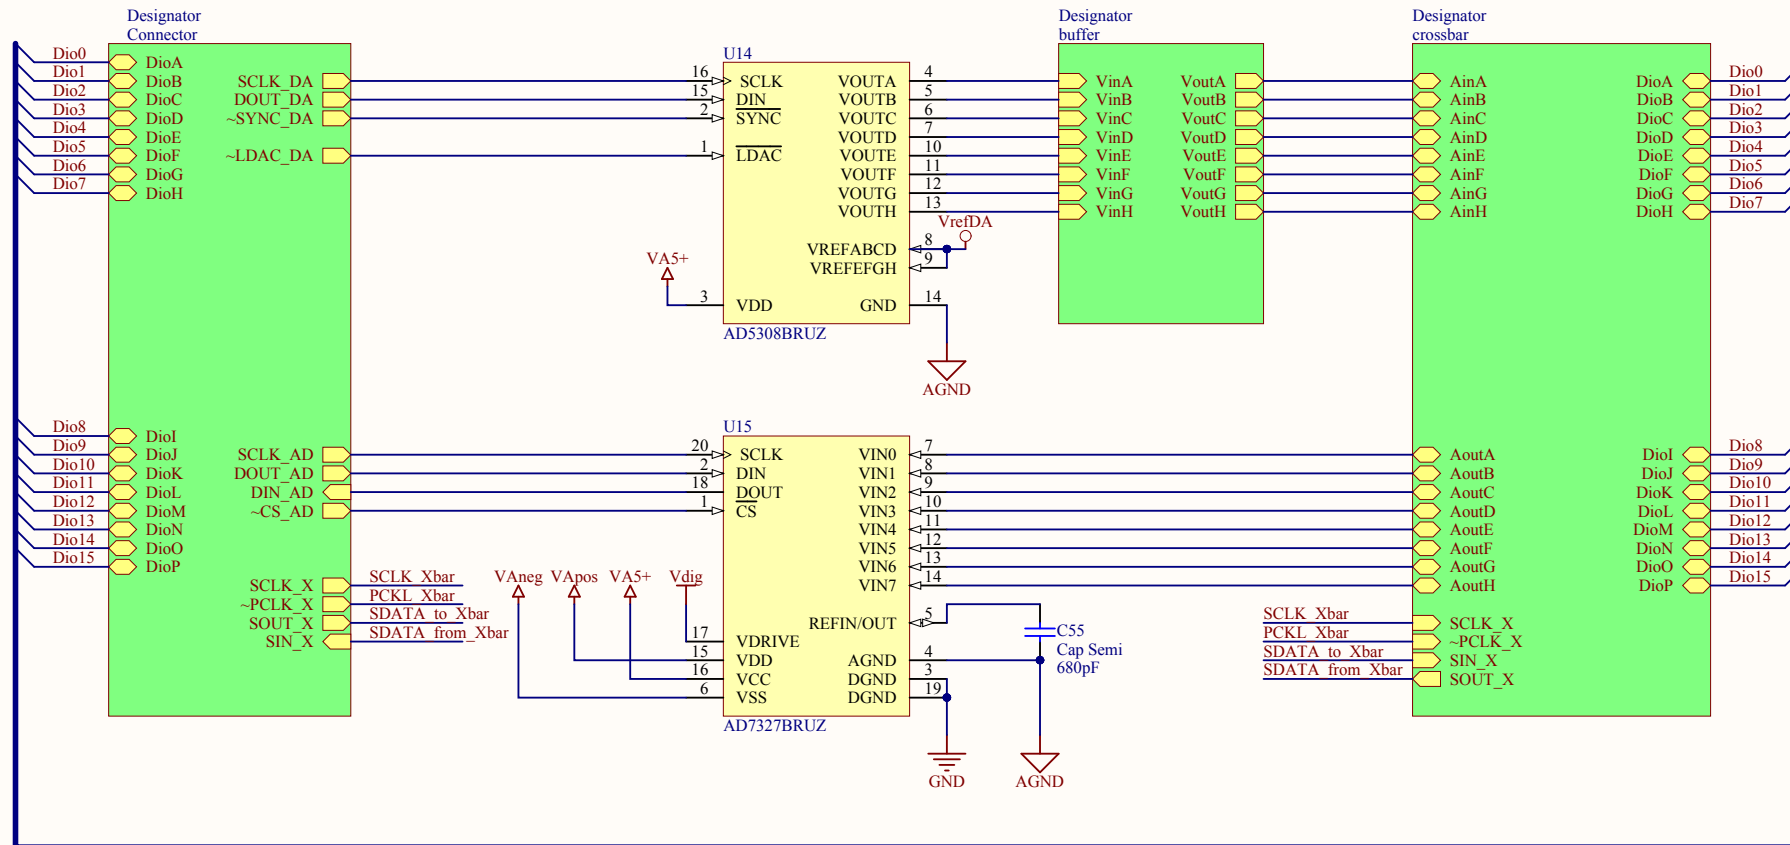 Designator
Connector
Dio0
Dio1
Dio2
Dio3
Dio4
Dio5
Dio6
Dio7
DioA
DioB
DioC
DioD
DioE
DioF
DioG
DioH
SCLK_DA
DOUT_DA
~SYNC_DA
~LDAC_DA
Dio8
Dio9
Dio10
Dio11
Dio12
Dio13
Dio14
Dio15
DioI
DioJ
DioK
DioL
DioM
DioN
DioO
DioP
SCLK_AD
DOUT_AD
DIN_AD
~CS_AD
SCLK_X
~PCLK_X
SOUT_X
SIN_X
SCLK_Xbar
PCKL_Xbar
SDATA_to_Xbar
SDATA_from_Xbar
U14
16 SCLK
15 DIN
2 SYNC
1 LDAC
3 VDD
VA5+
VOUTA 4
VOUTB 5
VOUTC 6
VOUTD 7
VOUTE 10
VOUTF 11
VOUTG 12
VOUTH 13
VREFABCD 8
VREFEFGH 9
GND 14
VrefDA
AD5308BRUZ
AGND
U15
20 SCLK
2 DIN
18 DOUT
1 CS
VAneg
VApos
VA5+
Vdig
17 VDRIVE
15 VDD
16 VCC
6 VSS
VIN0 7
VIN1 8
VIN2 9
VIN3 10
VIN4 11
VIN5 12
VIN6 13
VIN7 14
REFIN/OUT 5
AGND 4
DGND 3
DGND 19
AD7327BRUZ
C55
Cap Semi
680pF
GND
AGND
Designator
buffer
VinA VoutA
VinB VoutB
VinC VoutC
VinD VoutD
VinE VoutE
VinF VoutF
VinG VoutG
VinH VoutH
Designator
crossbar
AinA DioA Dio0
AinB DioB Dio1
AinC DioC Dio2
AinD DioD Dio3
AinE DioE Dio4
AinF DioF Dio5
AinG DioG Dio6
AinH DioH Dio7
AoutA DioI Dio8
AoutB DioJ Dio9
AoutC DioK Dio10
AoutD DioL Dio11
AoutE DioM Dio12
AoutF DioN Dio13
AoutG DioO Dio14
AoutH DioP Dio15
SCLK_Xbar SCLK_X
PCKL_Xbar ~PCLK_X
SDATA_to_Xbar SIN_X
SDATA_from_Xbar SOUT_X